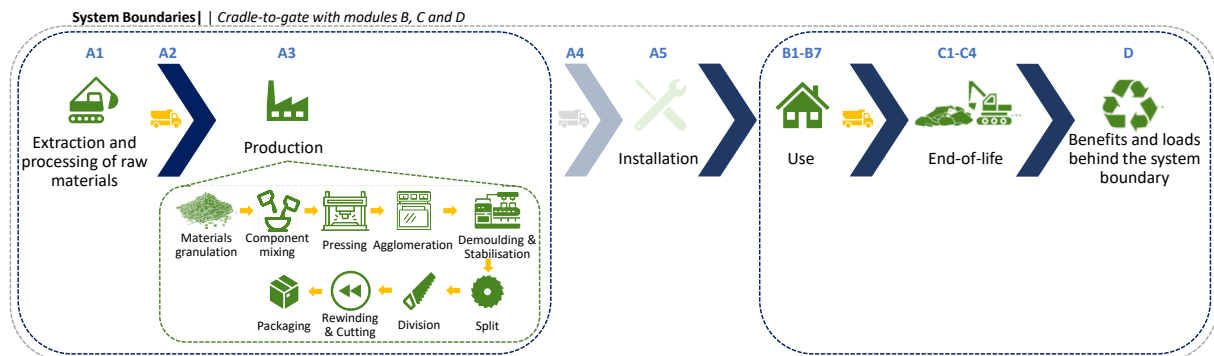 System Boundaries| | Cradle-to-gate with modules B, C and D
A1
A2
A3
A4
A5
B1-B7
C1-C4
D
Extraction and
processing of raw
materials
Production
Installation
Use
End-of-life
Benefits and loads
behind the system
boundary
Materials
granulation
Component
mixing
Pressing
Agglomeration
Demoulding &
Stabilisation
Packaging
Rewinding
& Cutting
Division
Split